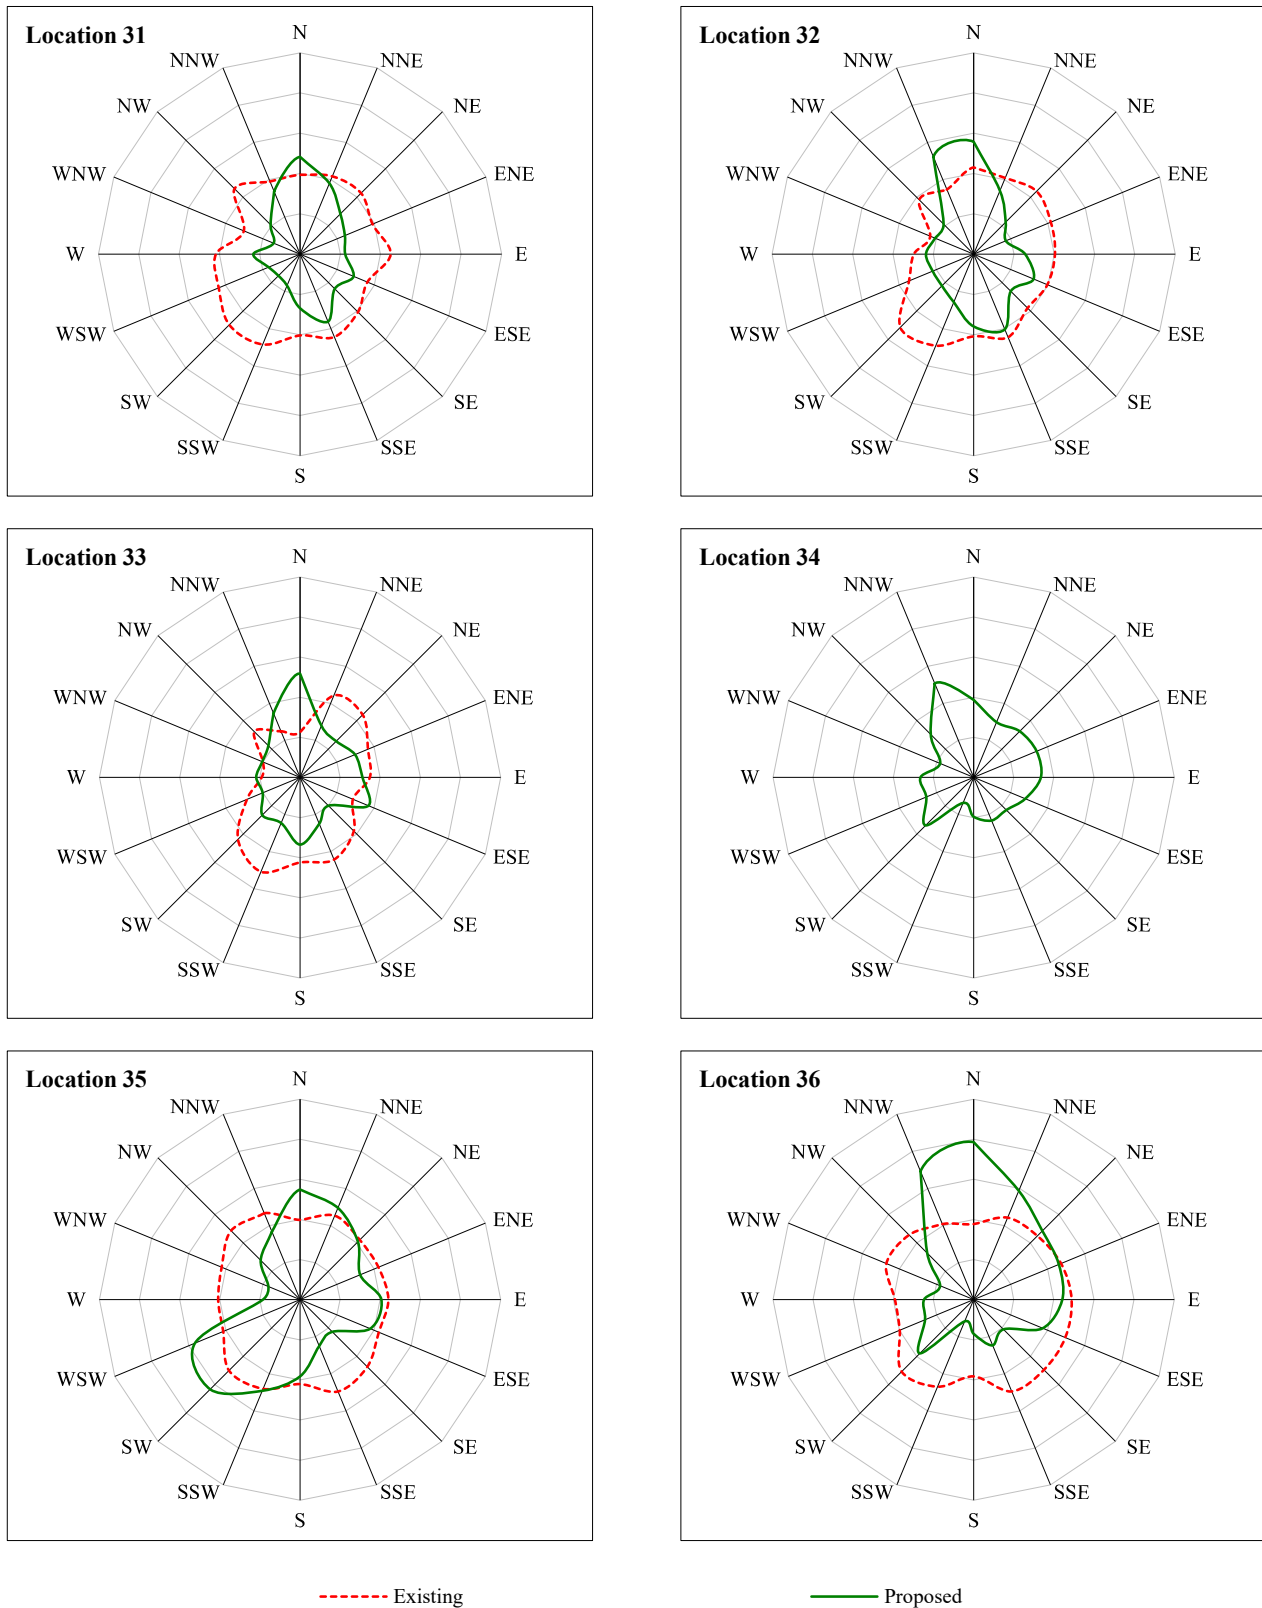 Location 31
N
NNW
NNE
NW
NE
WNW
ENE
W
E
WSW
ESE
SW
SE
SSW
SSE
S
Location 32
N
NNW
NNE
NW
NE
WNW
ENE
W
E
WSW
ESE
SW
SE
SSW
SSE
S
Location 33
N
NNW
NNE
NW
NE
WNW
ENE
W
E
WSW
ESE
SW
SE
SSW
SSE
S
Location 34
N
NNW
NNE
NW
NE
WNW
ENE
W
E
WSW
ESE
SW
SE
SSW
SSE
S
Location 35
N
NNW
NNE
NW
NE
WNW
ENE
W
E
WSW
ESE
SW
SE
SSW
SSE
S
Location 36
N
NNW
NNE
NW
NE
WNW
ENE
W
E
WSW
ESE
SW
SE
SSW
SSE
S
Existing
Proposed